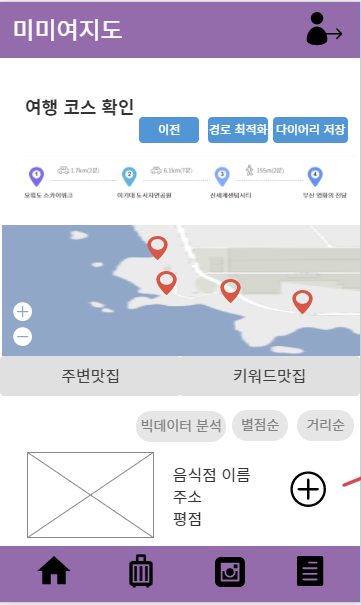 미미여지도
여행 코스 확인
이전 경로 최적화 다이어리 저장
1 1.7km(2분) 2 6.1km(7분) 3 155m(2분) 4
오륙도 스카이워크 이기대 도시자연공원 신세계센텀시티 부산 영화의 전당
주변맛집 키워드맛집
빅데이터 분석 별점순 거리순
음식점 이름
주소
평점